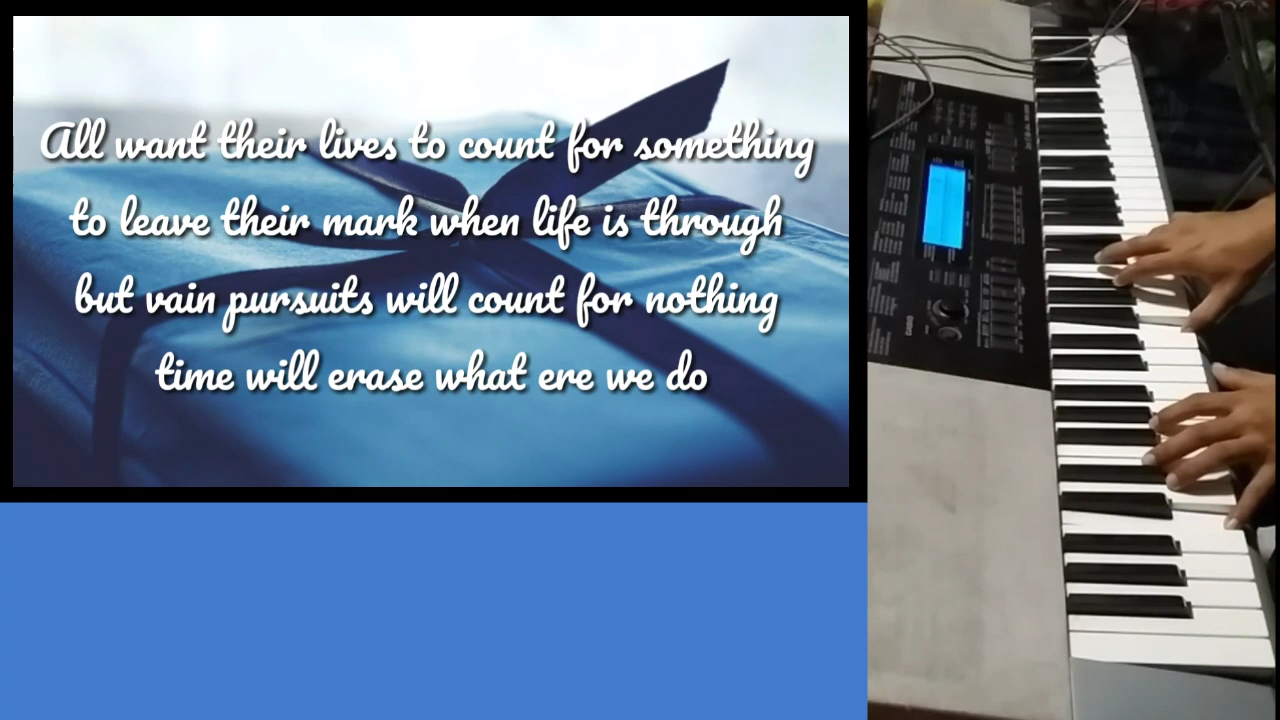 All want their lives to count for something
to leave their mark when life is through
but vain pursuits will count for nothing
time will erase what ere we do